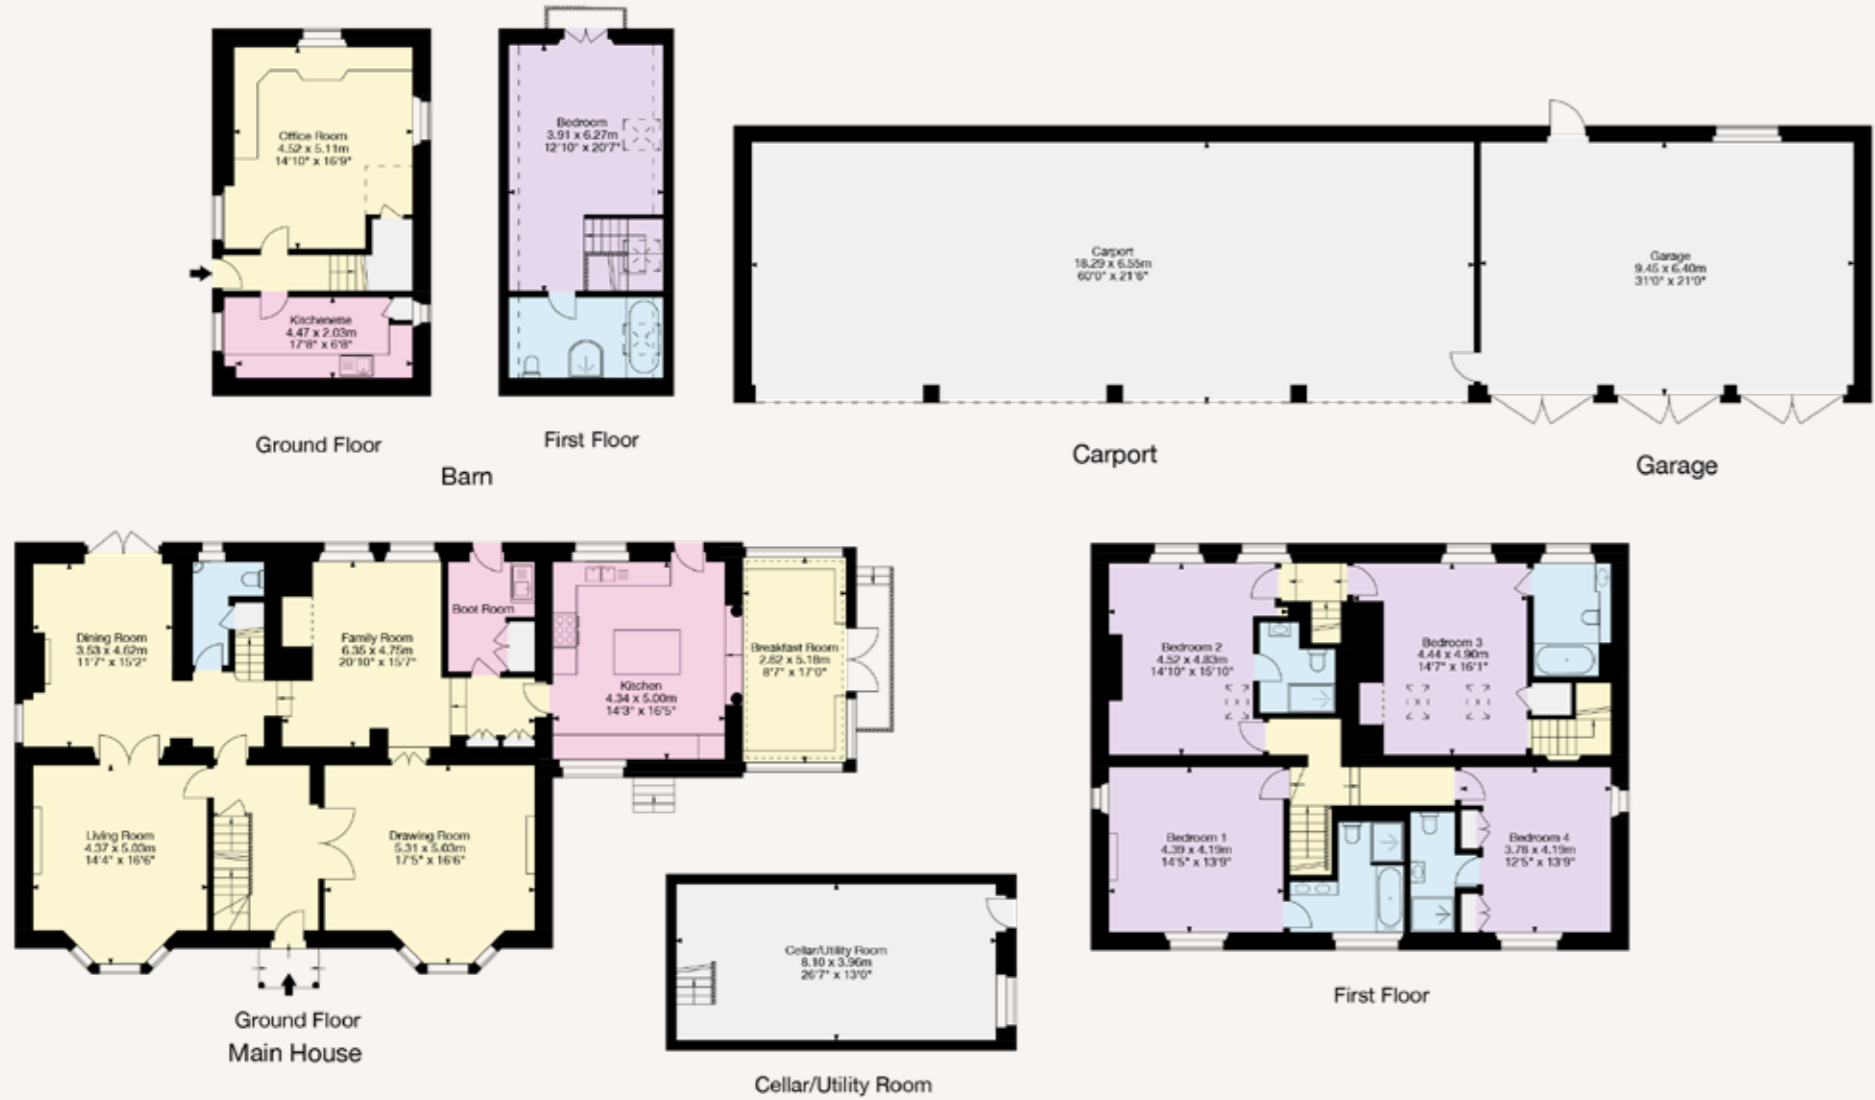 Office Room
4.52 x 5.11m
14'10" x 16'9"
Kitchenette
4.47 x 2.03m
17'8" x 6'8"
Ground Floor
Bedroom
3.91 x 6.27m
12'10" x 20'7"
First Floor
Barn
Carport
18.29 x 6.55m
60'0" x 21'6"
Carport
Garage
9.45 x 6.40m
31'0" x 21'0"
Garage
Dining Room
3.53 x 4.62m
11'7" x 15'2"
Family Room
6.35 x 4.75m
20'10" x 15'7"
Boot Room
Kitchen
4.34 x 5.00m
14'3" x 16'5"
Breakfast Room
2.62 x 5.18m
8'7" x 17'0"
Living Room
4.37 x 5.03m
14'4" x 16'6"
Drawing Room
5.31 x 5.03m
17'5" x 16'6"
Ground Floor
Main House
Cellar/Utility Room
8.10 x 3.96m
26'7" x 13'0"
Cellar/Utility Room
Bedroom 2
4.52 x 4.83m
14'10" x 15'10"
Bedroom 3
4.44 x 4.90m
14'7" x 16'1"
Bedroom 1
4.39 x 4.19m
14'5" x 13'9"
Bedroom 4
3.78 x 4.19m
12'5" x 13'9"
First Floor